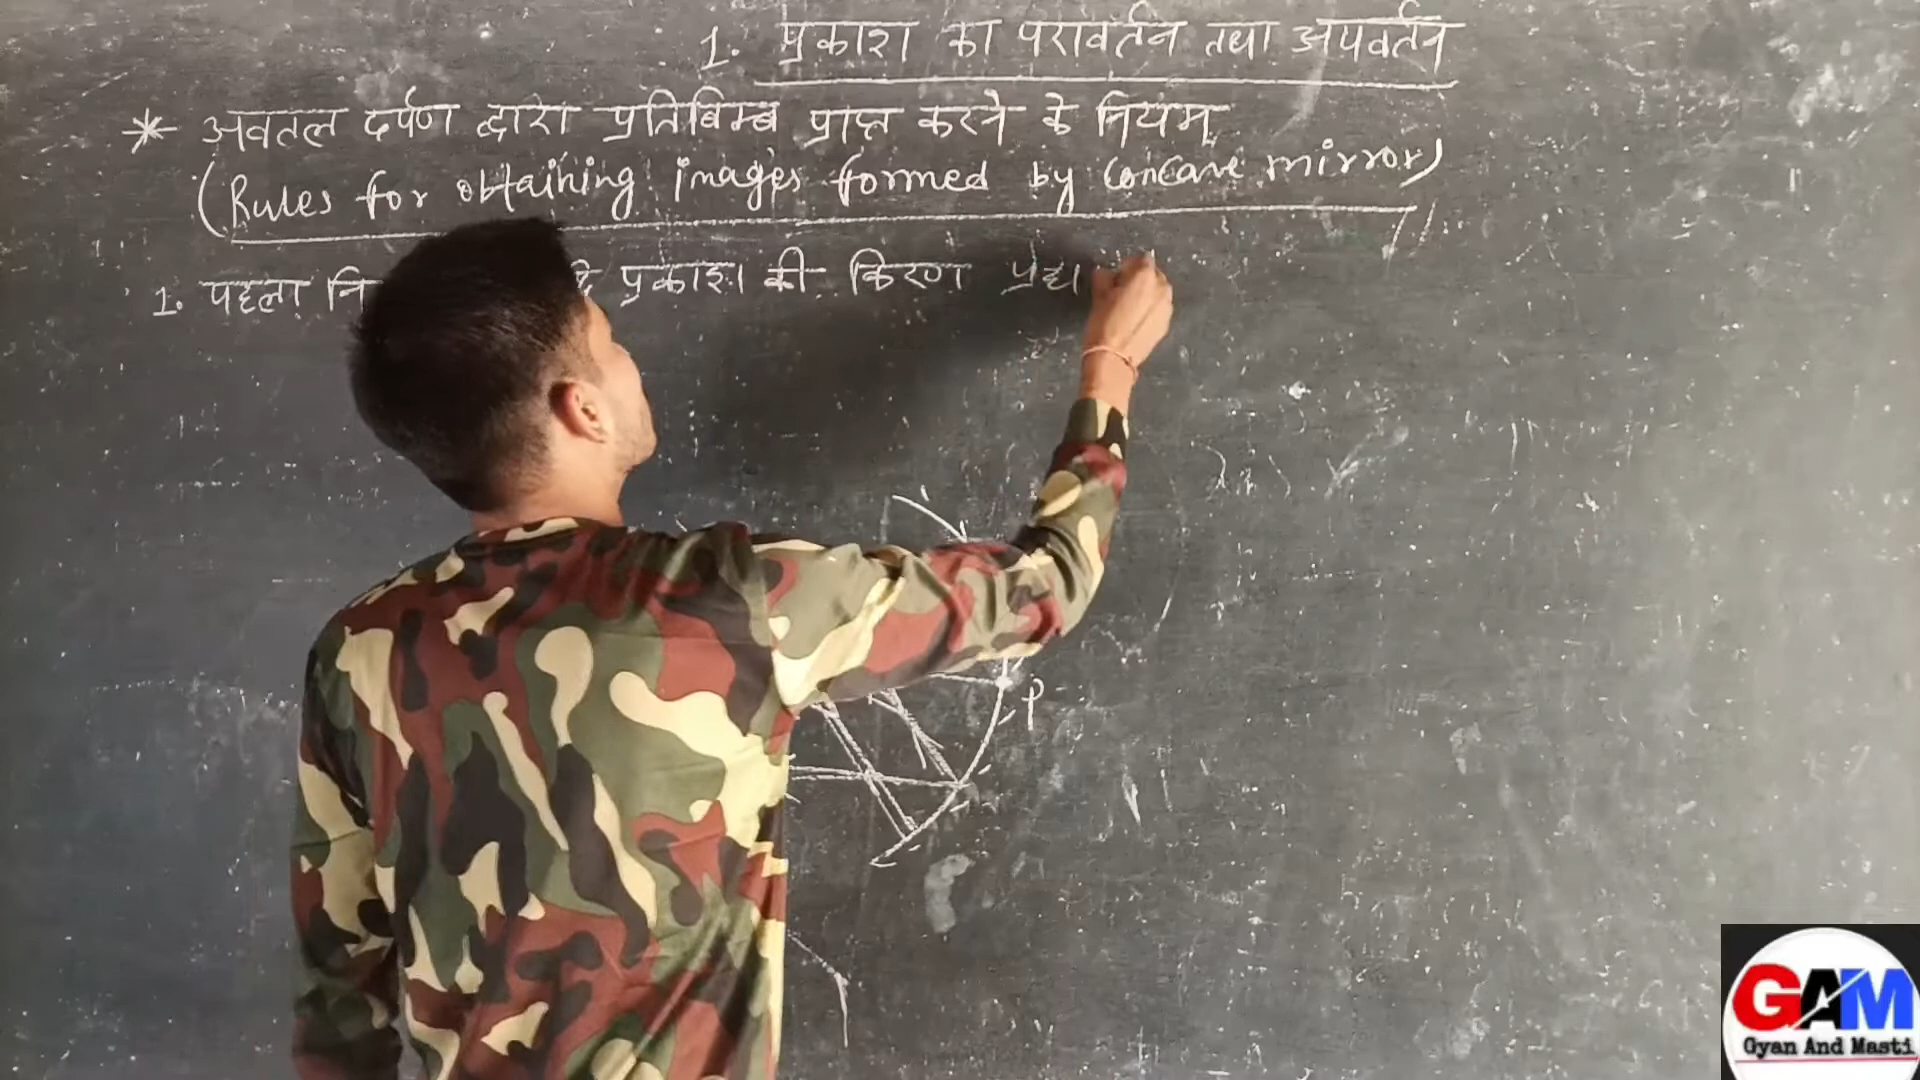 1. प्रकाश का परावर्तन तथा अपवर्तन
* अवतल दर्पण द्वारा प्रतिबिम्ब प्राप्त करने के नियम
(Rules for obtaining images formed by Concave mirror)
1. पहला नि प्रकाश की किरण प्रधा
P
GAM
Gyan And Masti